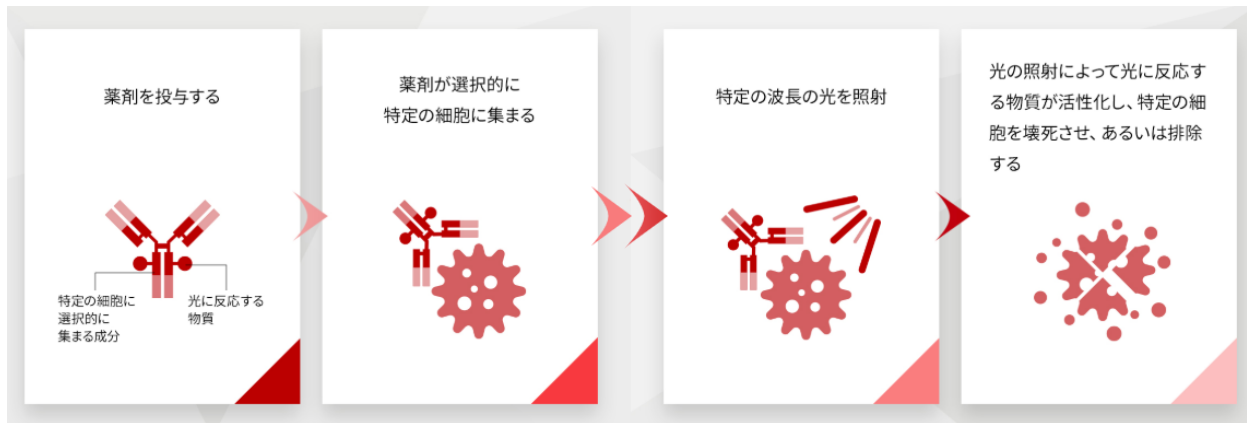 薬剤を投与する
特定の細胞に
選択的に
集まる成分
光に反応する
物質
薬剤が選択的に
特定の細胞に集まる
特定の波長の光を照射
光の照射によって光に反応す
る物質が活性化し、特定の細
胞を壊死させ、あるいは排除
する